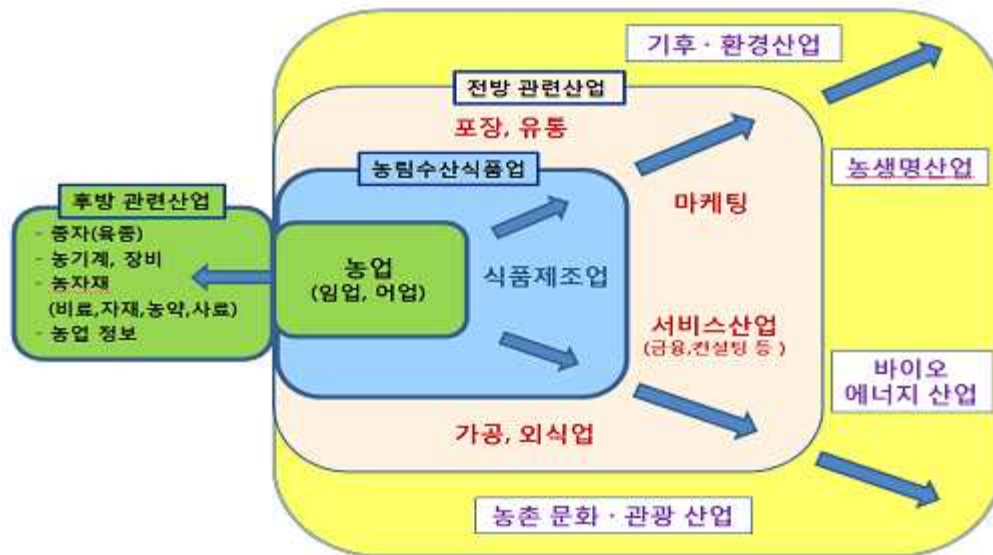 기후 · 환경산업
전방 관련산업
포장, 유통
농림수산식품업
농생명산업
후방 관련산업
- 종자(육종)
- 농기계, 장비
- 농자재
(비료,자재,농약,사료)
- 농업 정보
농업
(임업, 어업)
식품제조업
마케팅
서비스산업
(금융,컨설팅 등 )
바이오
에너지 산업
가공, 외식업
농촌 문화 · 관광 산업